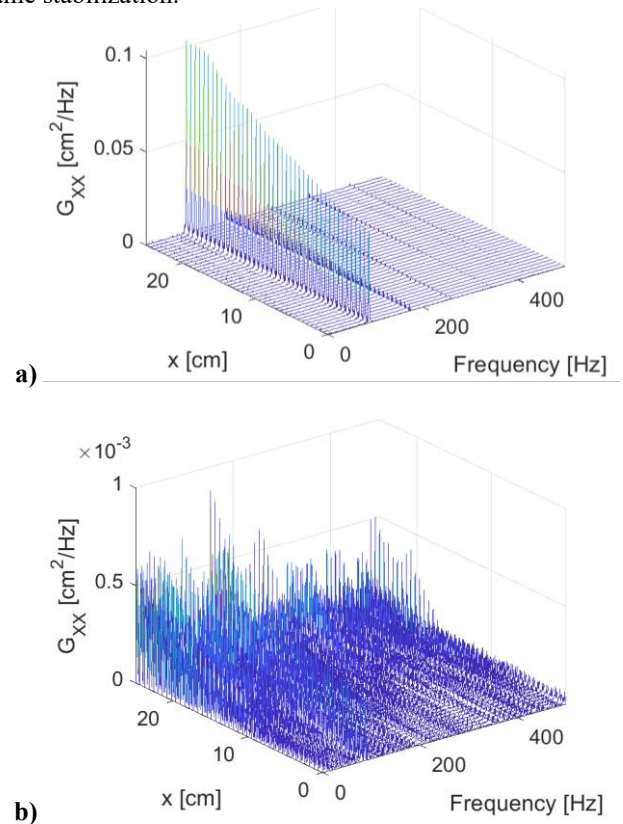 stabilization.
0.1
0.05
0
G_XX [cm²/Hz]
20
10
0
x [cm]
0
200
400
Frequency [Hz]
a)
×10⁻³
1
0.5
0
G_XX [cm²/Hz]
20
10
0
x [cm]
0
200
400
Frequency [Hz]
b)